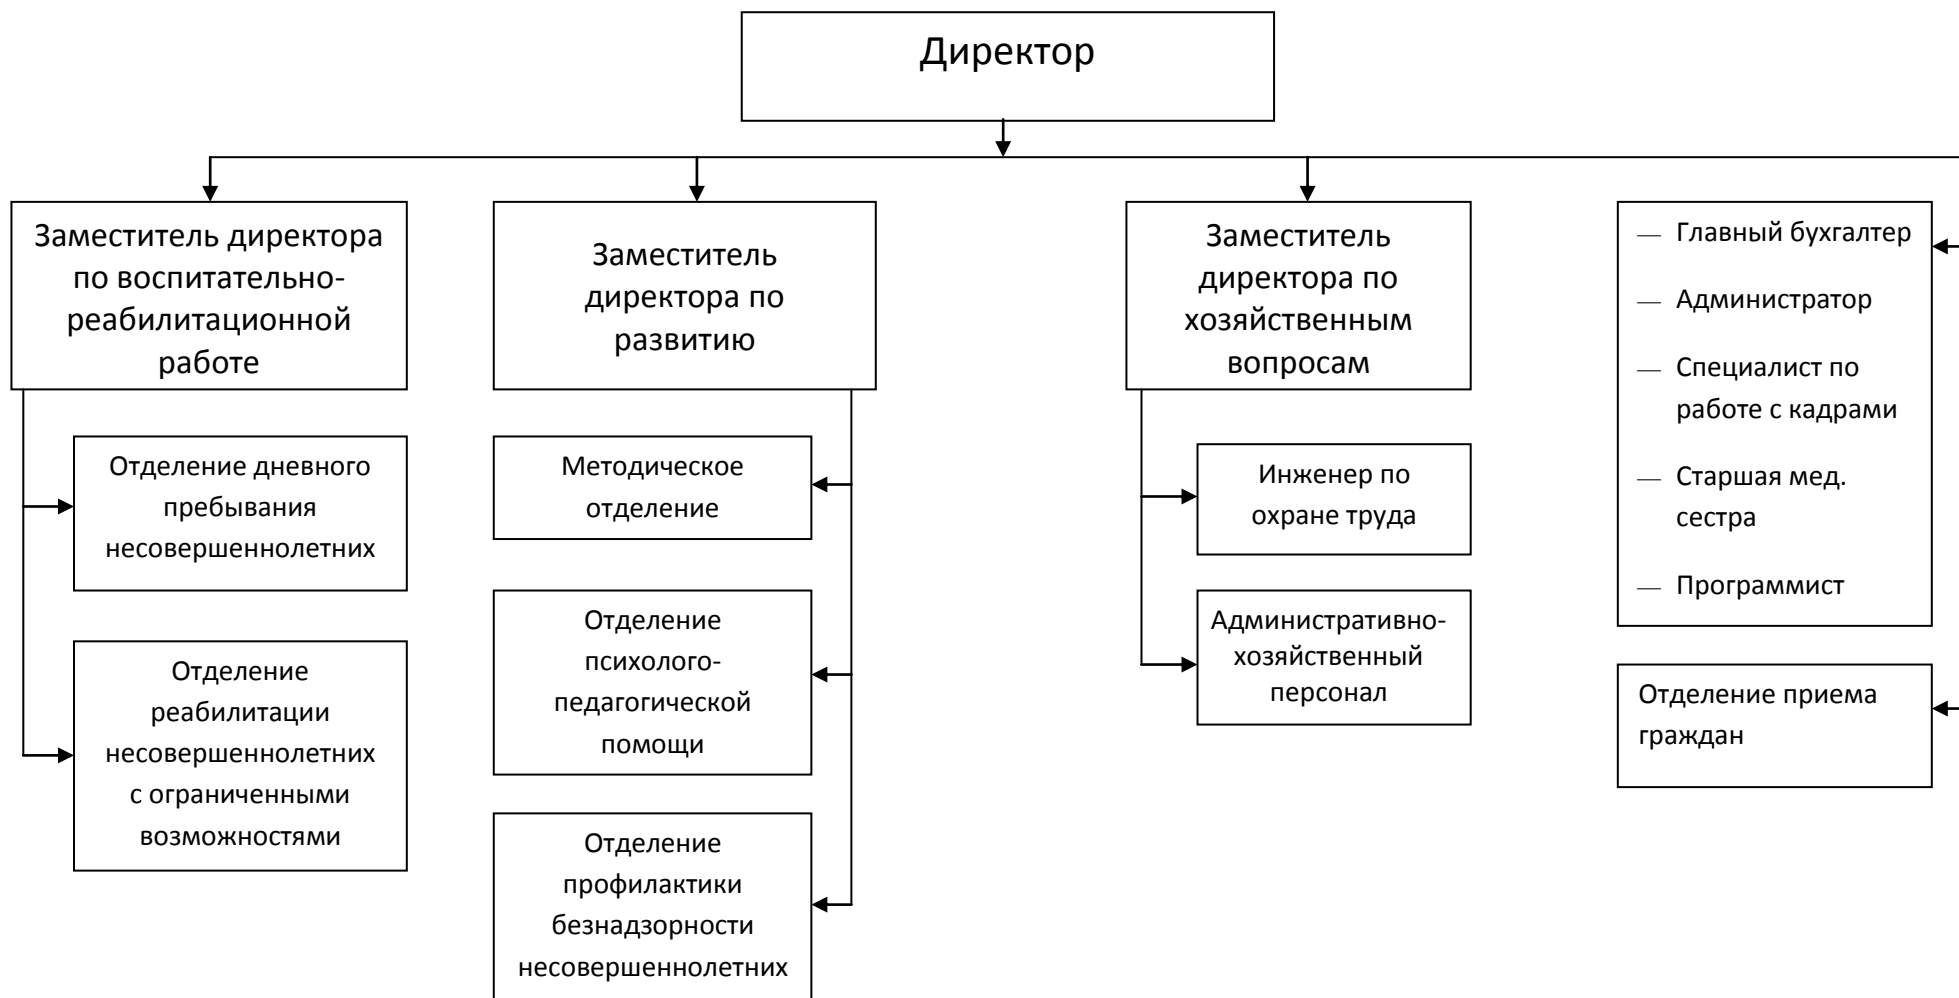 Директор
Заместитель директора
по воспитательно-
реабилитационной
работе
Отделение дневного
пребывания
несовершеннолетних
Отделение
реабилитации
несовершеннолетних
с ограниченными
возможностями
Заместитель
директора по
развитию
Методическое
отделение
Отделение
психолого-
педагогической
помощи
Отделение
профилактики
безнадзорности
несовершеннолетних
Заместитель
директора по
хозяйственным
вопросам
Инженер по
охране труда
Административно-
хозяйственный
персонал
— Главный бухгалтер
— Администратор
— Специалист по
работе с кадрами
— Старшая мед.
сестра
— Программист
Отделение приема
граждан